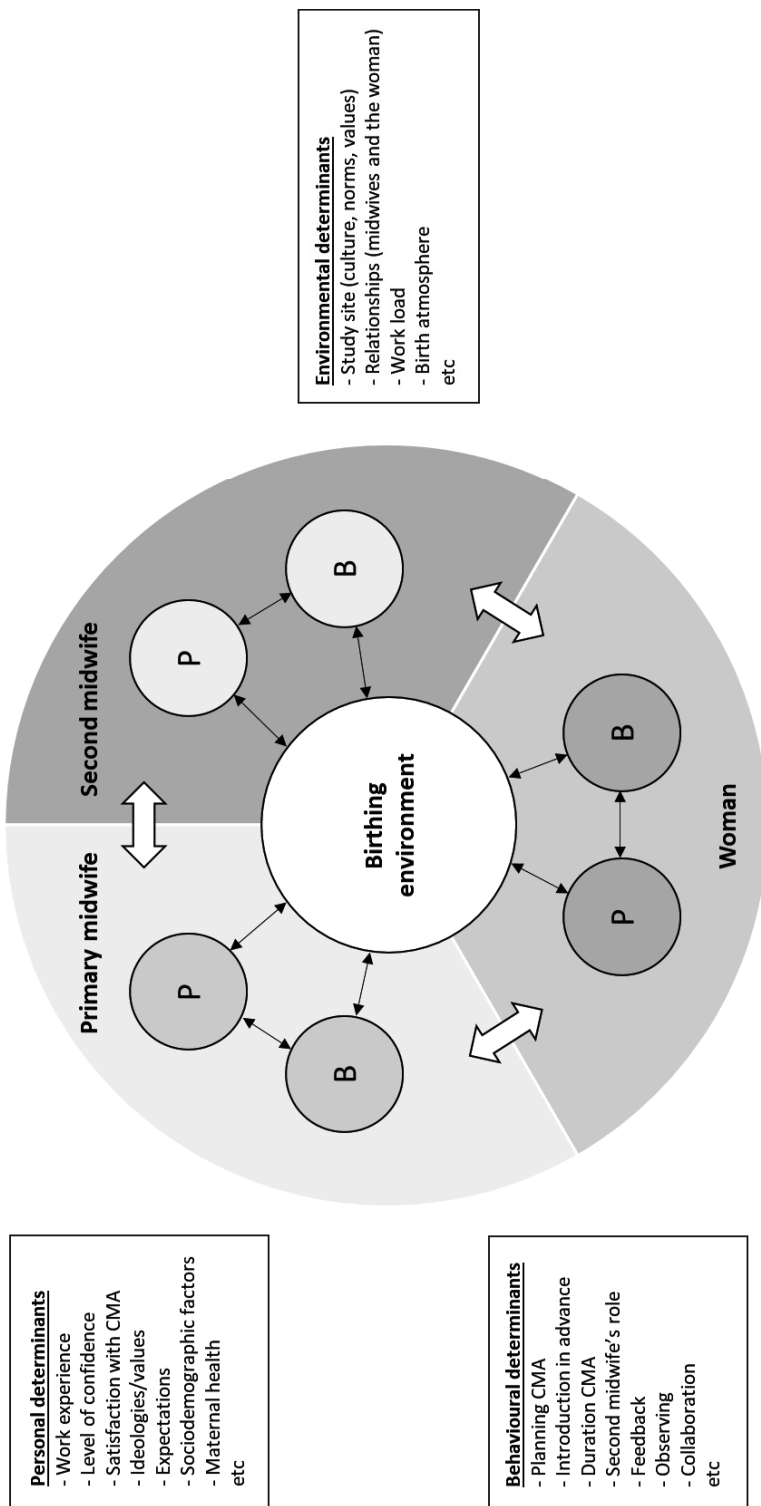 Personal determinants
- Work experience
- Level of confidence
- Satisfaction with CMA
- Ideologies/values
- Expectations
- Sociodemographic factors
- Maternal health
etc
Behavioural determinants
- Planning CMA
- Introduction in advance
- Duration CMA
- Second midwife's role
- Feedback
- Observing
- Collaboration
etc
Primary midwife
P
B
Second midwife
P
B
Birthing
environment
P
B
Woman
Environmental determinants
- Study site (culture, norms, values)
- Relationships (midwives and the woman)
- Work load
- Birth atmosphere
etc